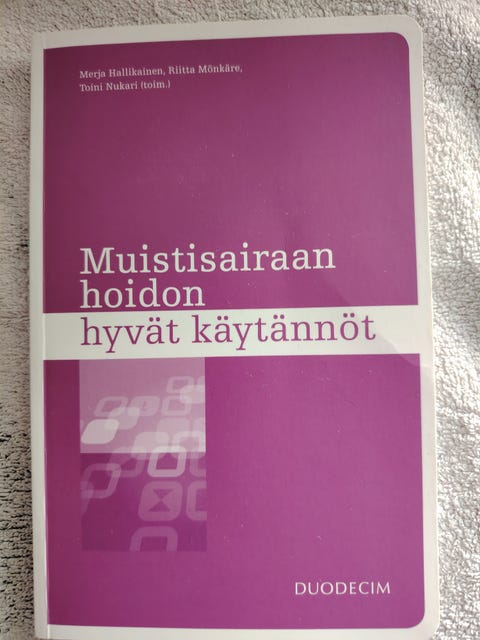 Merja Hallikainen, Riitta Mönkäre,
Toini Nukari (toim.)
Muistisairaan
hoidon
hyvät käytännöt
DUODECIM